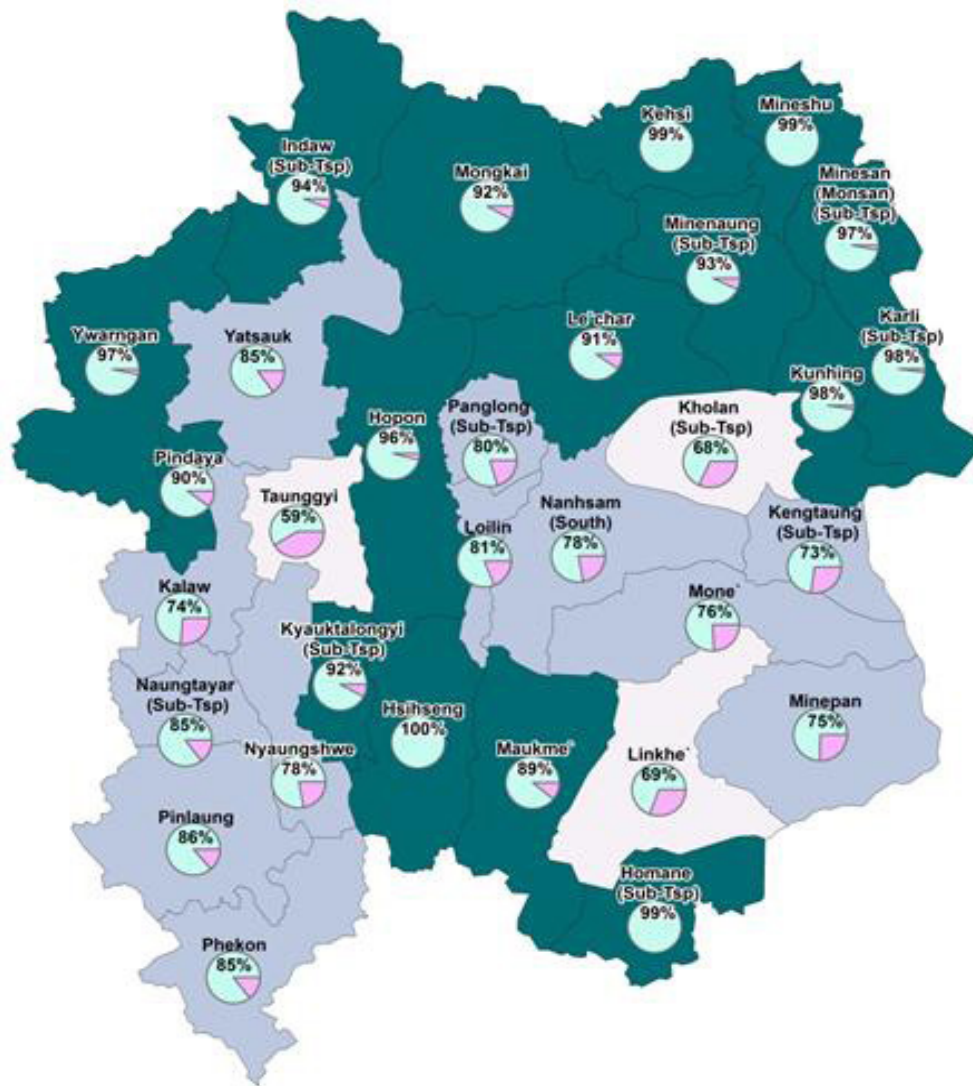 Kehsi
99%
Mineshu
99%
Indaw
(Sub-Tsp)
94%
Mongkai
92%
Minesan
(Monsan)
(Sub-Tsp)
97%
Minenaung
(Sub-Tsp)
93%
Ywarngan
97%
Yatsauk
85%
Le'char
91%
Karli
(Sub-Tsp)
98%
Kunhing
98%
Hopon
96%
Panglong
(Sub-Tsp)
80%
Kholan
(Sub-Tsp)
68%
Pindaya
90%
Taunggyi
59%
Loilin
81%
Nanhsam
(South)
78%
Kengtaung
(Sub-Tsp)
73%
Kalaw
74%
Mone`
76%
Kyauktalongyi
(Sub-Tsp)
92%
Naungtayar
(Sub-Tsp)
85%
Hsihseng
100%
Minepan
75%
Nyaungshwe
78%
Maukme`
89%
Linkhe`
69%
Pinlaung
86%
Homane
(Sub-Tsp)
99%
Phekon
85%